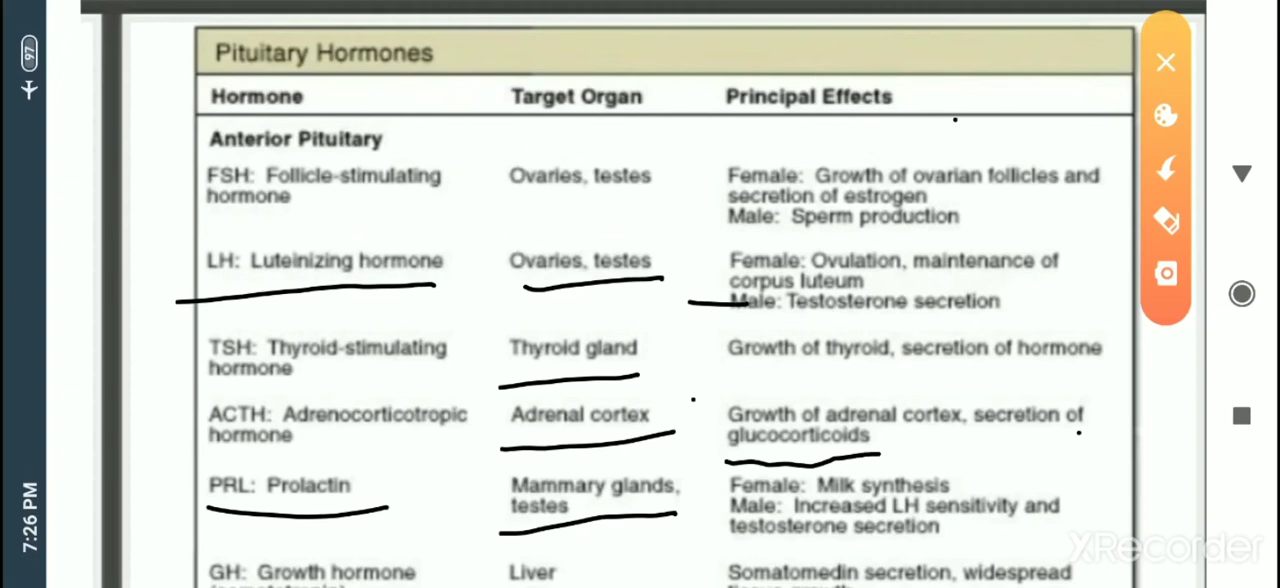 97
7:26 PM
Pituitary Hormones
Hormone Target Organ Principal Effects
Anterior Pituitary
FSH: Follicle-stimulating Ovaries, testes Female: Growth of ovarian follicles and
hormone secretion of estrogen
Male: Sperm production
LH: Luteinizing hormone Ovaries, testes Female: Ovulation, maintenance of
corpus luteum
Male: Testosterone secretion
TSH: Thyroid-stimulating Thyroid gland Growth of thyroid, secretion of hormone
hormone
ACTH: Adrenocorticotropic Adrenal cortex Growth of adrenal cortex, secretion of
hormone glucocorticoids
PRL: Prolactin Mammary glands, Female: Milk synthesis
testes Male: Increased LH sensitivity and
testosterone secretion
GH: Growth hormone Liver Somatomedin secretion, widespread
XRecorder